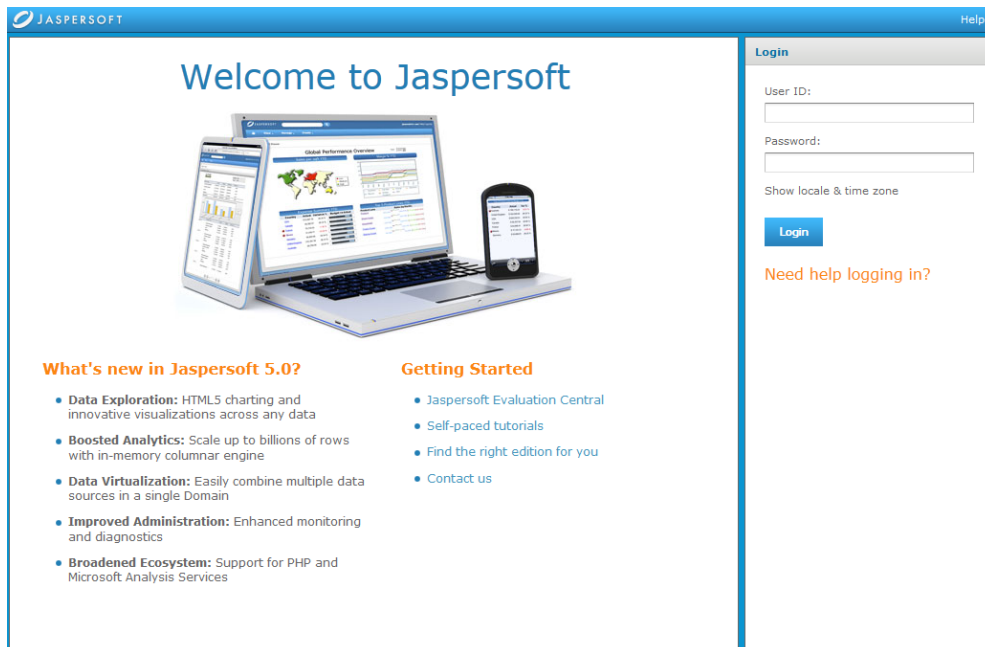 JASPERSOFT
Help
Welcome to Jaspersoft
Global Performance Overview
What's new in Jaspersoft 5.0?
Data Exploration: HTML5 charting and
innovative visualizations across any data
Boosted Analytics: Scale up to billions of rows
with in-memory columnar engine
Data Virtualization: Easily combine multiple data
sources in a single Domain
Improved Administration: Enhanced monitoring
and diagnostics
Broadened Ecosystem: Support for PHP and
Microsoft Analysis Services
Getting Started
Jaspersoft Evaluation Central
Self-paced tutorials
Find the right edition for you
Contact us
Login
User ID:
Password:
Show locale & time zone
Login
Need help logging in?